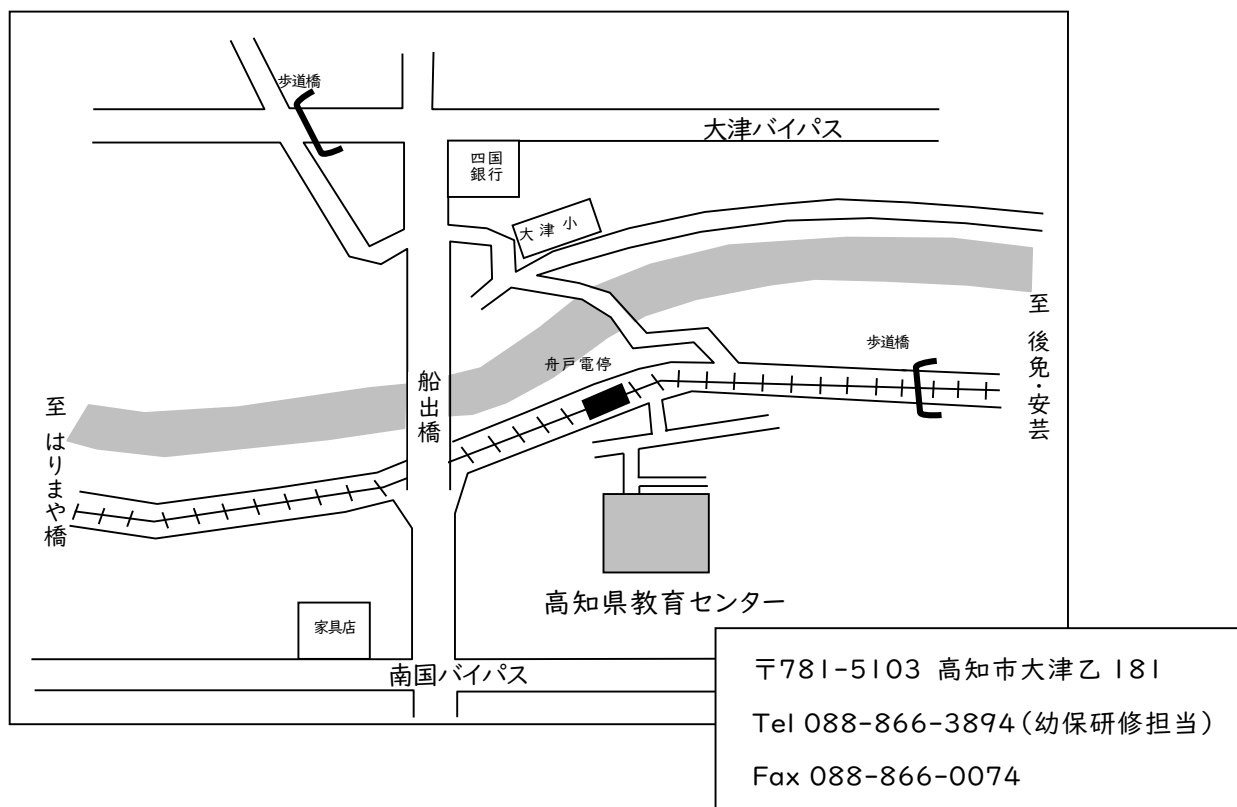 歩道橋
大津バイパス
四国
銀行
大津小
至 後免・安芸
歩道橋
舟戸電停
船出橋
至 はりまや橋
高知県教育センター
家具店
南国バイパス
〒781-5103 高知市大津乙 181
Tel 088-866-3894(幼保研修担当)
Fax 088-866-0074